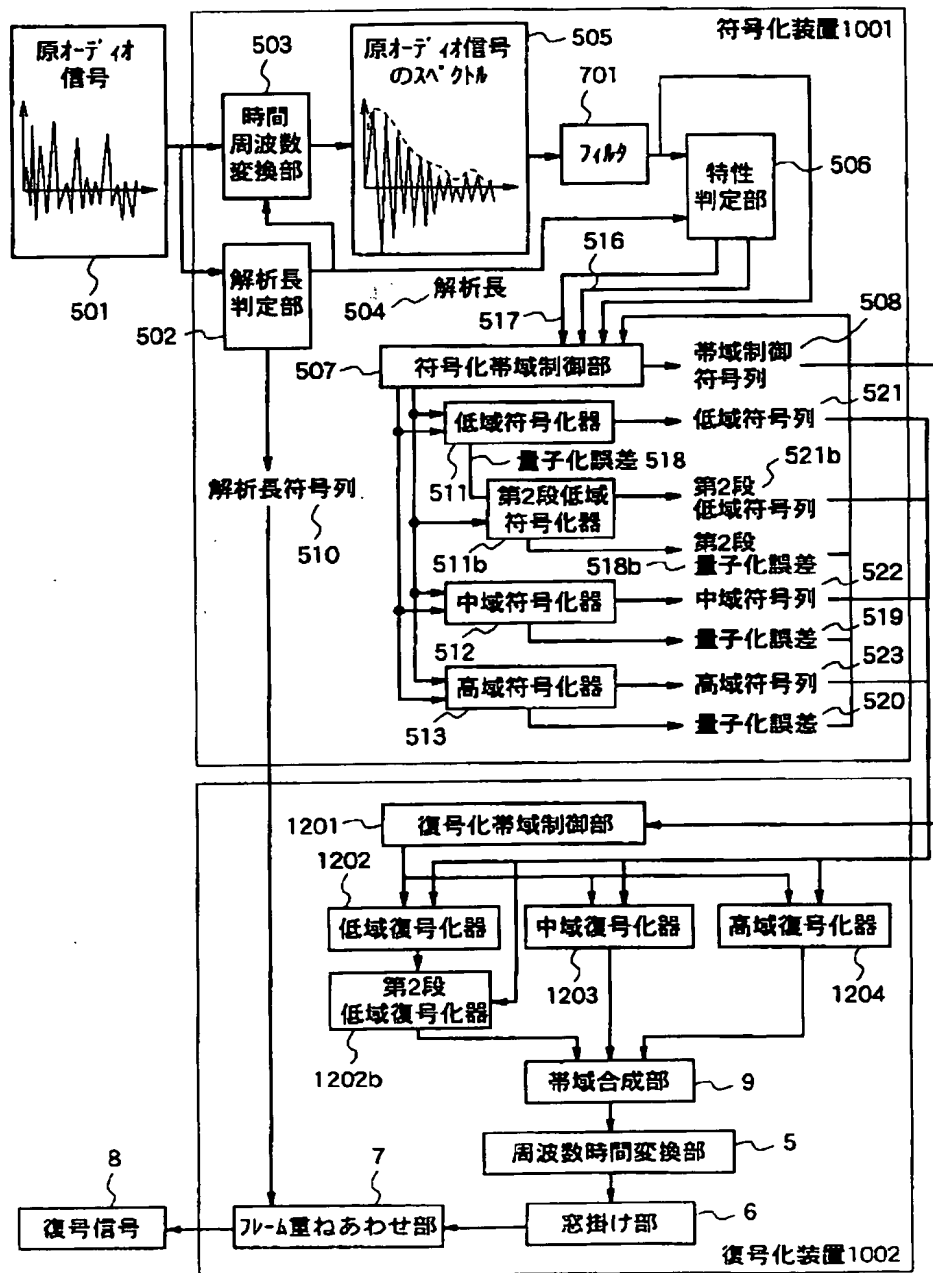 符号化装置1001
原オーディオ
信号
501
503
時間
周波数
変換部
505
原オーディオ信号
のスペクトル
701
フィルタ
506
特性
判定部
解析長
判定部
502
504
解析長
516
517
507
符号化帯域制御部
508
帯域制御
符号列
低域符号化器
511
521
低域符号列
量子化誤差 518
解析長符号列
510
第2段低域
符号化器
511b
521b
第2段
低域符号列
第2段
518b 量子化誤差
中域符号化器
512
522
中域符号列
519
量子化誤差
高域符号化器
513
523
高域符号列
520
量子化誤差
1201
復号化帯域制御部
1202
低域復号化器
中域復号化器
1203
高域復号化器
1204
第2段
低域復号化器
1202b
帯域合成部
9
周波数時間変換部
5
8
復号信号
7
フレーム重ねあわせ部
窓掛け部
6
復号化装置1002